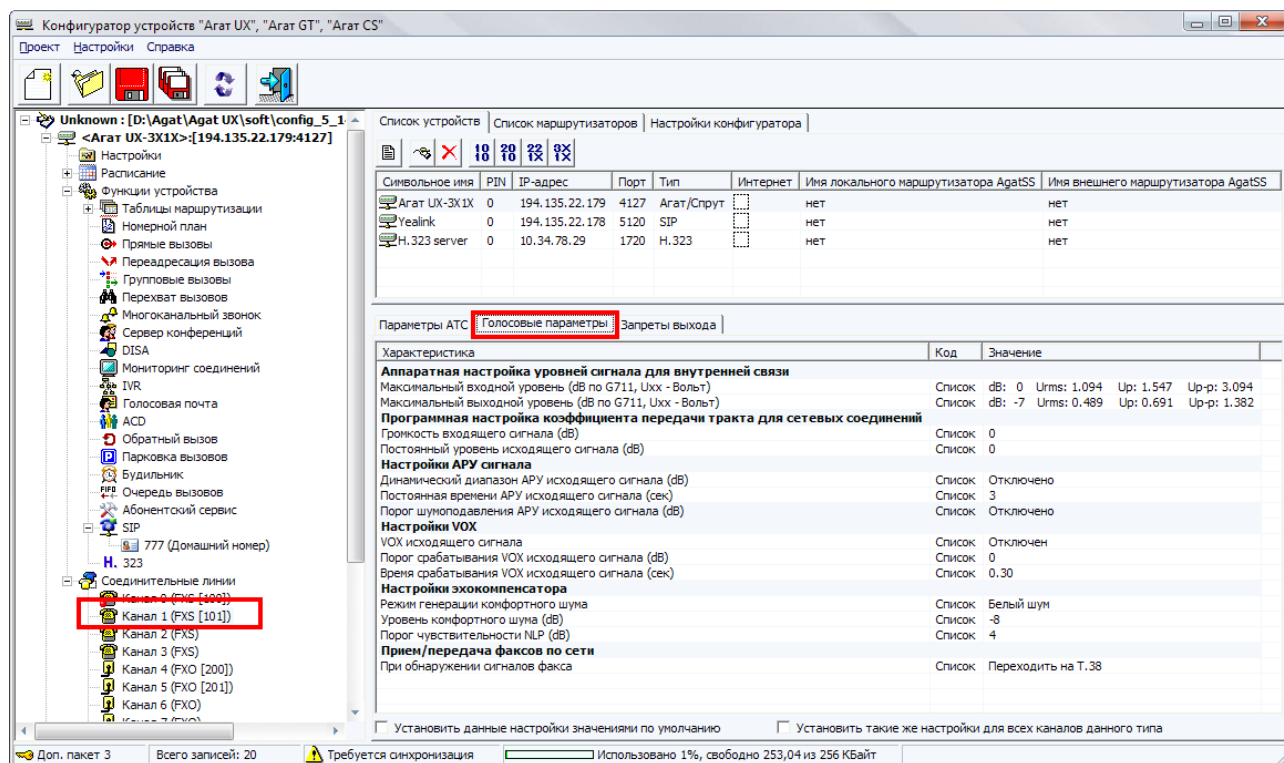 Конфигуратор устройств "Агат UX", "Агат GT", "Агат CS"
Проект Настройки Справка
Unknown : [D:\Agat\Agat UX\soft\config_5_1
<Агат UX-3X1X>:[194.135.22.179:4127]
Настройки
Расписание
Функции устройства
Таблицы маршрутизации
Номерной план
Прямые вызовы
Переадресация вызова
Групповые вызовы
Перехват вызовов
Многоканальный звонок
Сервер конференций
DISA
Мониторинг соединений
IVR
Голосовая почта
ACD
Обратный вызов
Парковка вызовов
Будильник
Очередь вызовов
Абонентский сервис
SIP
777 (Домашний номер)
H. 323
Соединительные линии
Канал 0 (FXS [100])
Канал 1 (FXS [101])
Канал 2 (FXS)
Канал 3 (FXS)
Канал 4 (FXO [200])
Канал 5 (FXO [201])
Канал 6 (FXO)
Канал 7 (FXO)
Список устройств Список маршрутизаторов Настройки конфигуратора
Символьное имя PIN IP-адрес Порт Тип Интернет Имя локального маршрутизатора AgatSS Имя внешнего маршрутизатора AgatSS
Агат UX-3X1X 0 194.135.22.179 4127 Агат/Спрут нет нет
Yealink 0 194.135.22.178 5120 SIP нет нет
H.323 server 0 10.34.78.29 1720 H.323 нет нет
Параметры АТС Голосовые параметры Запреты выхода
Характеристика Код Значение
Аппаратная настройка уровней сигнала для внутренней связи
Максимальный входной уровень (dB по G711, Uxx - Вольт) Список dB: 0 Urms: 1.094 Up: 1.547 Up-p: 3.094
Максимальный выходной уровень (dB по G711, Uxx - Вольт) Список dB: -7 Urms: 0.489 Up: 0.691 Up-p: 1.382
Программная настройка коэффициента передачи тракта для сетевых соединений
Громкость входящего сигнала (dB) Список 0
Постоянный уровень исходящего сигнала (dB) Список 0
Настройки АРУ сигнала
Динамический диапазон АРУ исходящего сигнала (dB) Список Отключено
Постоянная времени АРУ исходящего сигнала (сек) Список 3
Порог шумоподавления АРУ исходящего сигнала (dB) Список Отключено
Настройки VOX
VOX исходящего сигнала Список Отключен
Порог срабатывания VOX исходящего сигнала (dB) Список 0
Время срабатывания VOX исходящего сигнала (сек) Список 0.30
Настройки эхокомпенсатора
Режим генерации комфортного шума Список Белый шум
Уровень комфортного шума (dB) Список -8
Порог чувствительности NLP (dB) Список 4
Прием/передача факсов по сети
При обнаружении сигналов факса Список Переходить на T.38
Установить данные настройки значениями по умолчанию Установить такие же настройки для всех каналов данного типа
Доп. пакет 3 Всего записей: 20 Требуется синхронизация Использовано 1%, свободно 253,04 из 256 КБайт